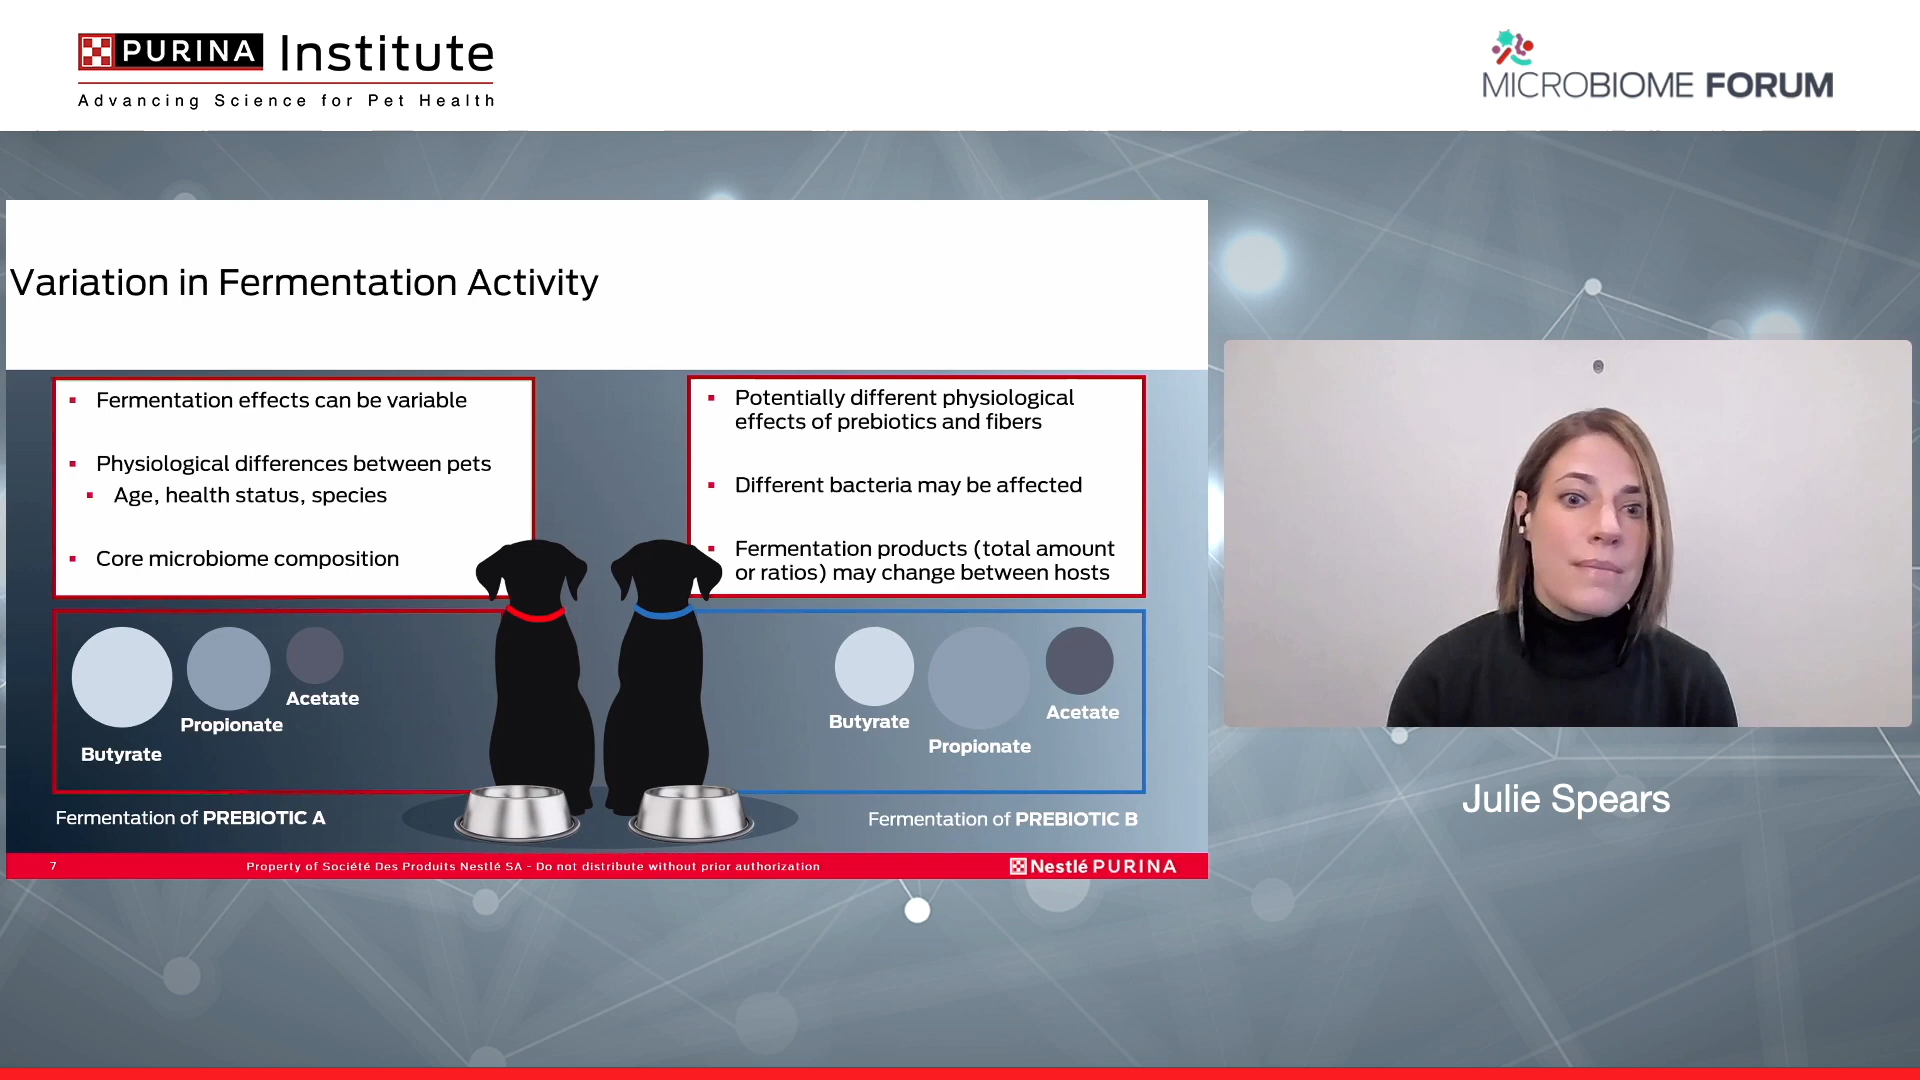 PURINA Institute
Advancing Science for Pet Health
MICROBIOME FORUM
Variation in Fermentation Activity
Fermentation effects can be variable
Physiological differences between pets
Age, health status, species
Core microbiome composition
Potentially different physiological
effects of prebiotics and fibers
Different bacteria may be affected
Fermentation products (total amount
or ratios) may change between hosts
Butyrate
Propionate
Acetate
Butyrate
Propionate
Acetate
Fermentation of PREBIOTIC A
Fermentation of PREBIOTIC B
7
Property of Société Des Produits Nestlé SA - Do not distribute without prior authorization
Nestlé PURINA
Julie Spears